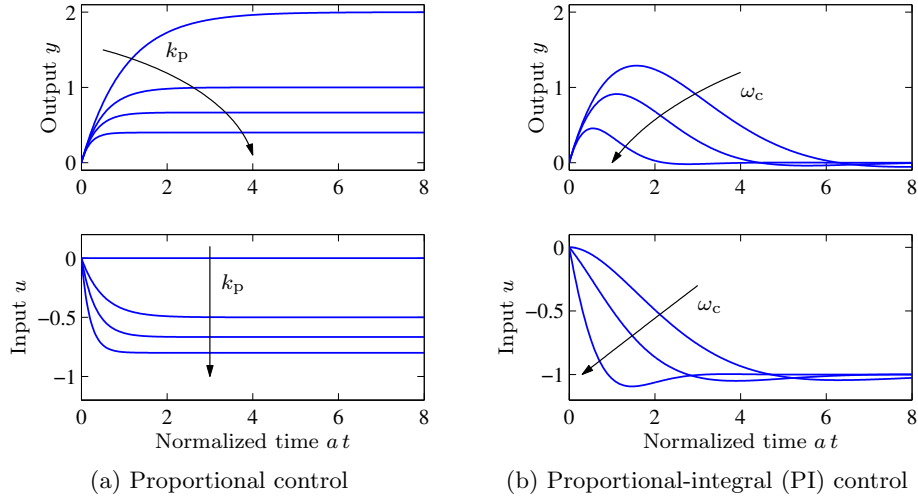 2
1
0
0 2 4 6 8
Output y
k_p
2
1
0
0 2 4 6 8
Output y
ω_c
0
−0.5
−1
0 2 4 6 8
Input u
k_p
Normalized time a t
0
−0.5
−1
0 2 4 6 8
Input u
ω_c
Normalized time a t
(a) Proportional control
(b) Proportional-integral (PI) control